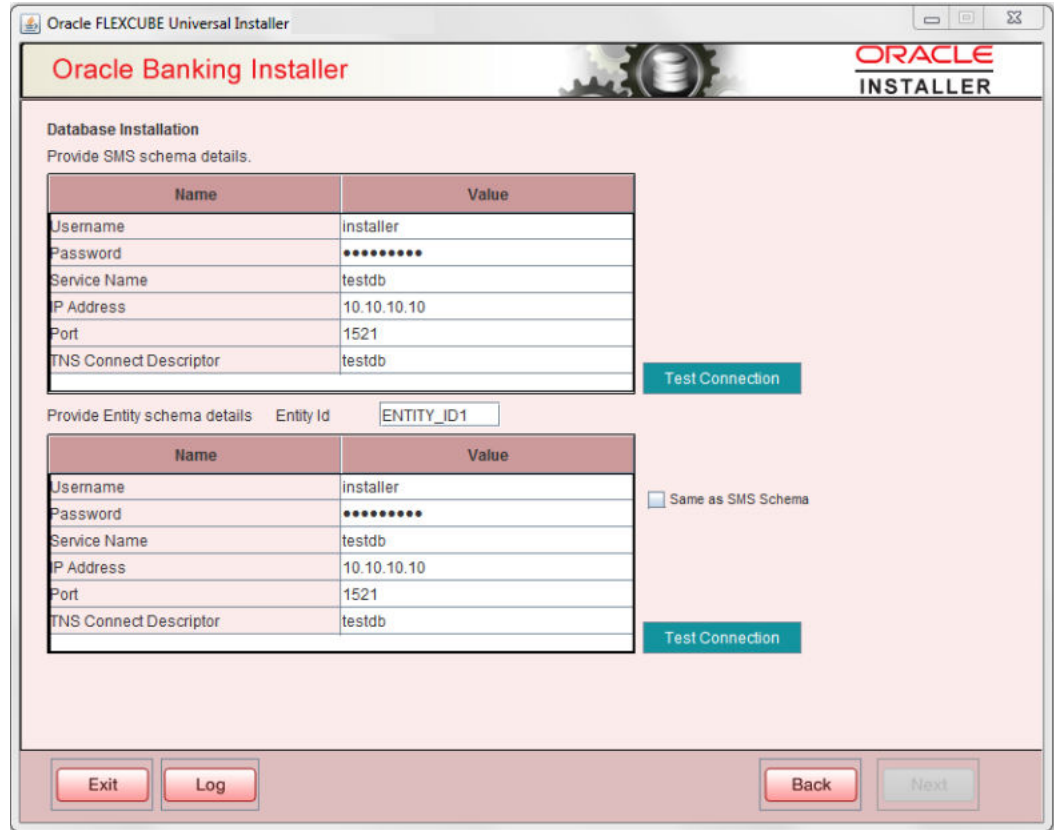 Oracle FLEXCUBE Universal Installer
Oracle Banking Installer
ORACLE
INSTALLER
Database Installation
Provide SMS schema details.
Name Value
Username installer
Password •••••••••
Service Name testdb
IP Address 10.10.10.10
Port 1521
TNS Connect Descriptor testdb
Test Connection
Provide Entity schema details Entity Id ENTITY_ID1
Name Value
Username installer
Same as SMS Schema
Password •••••••••
Service Name testdb
IP Address 10.10.10.10
Port 1521
TNS Connect Descriptor testdb
Test Connection
Exit Log Back Next